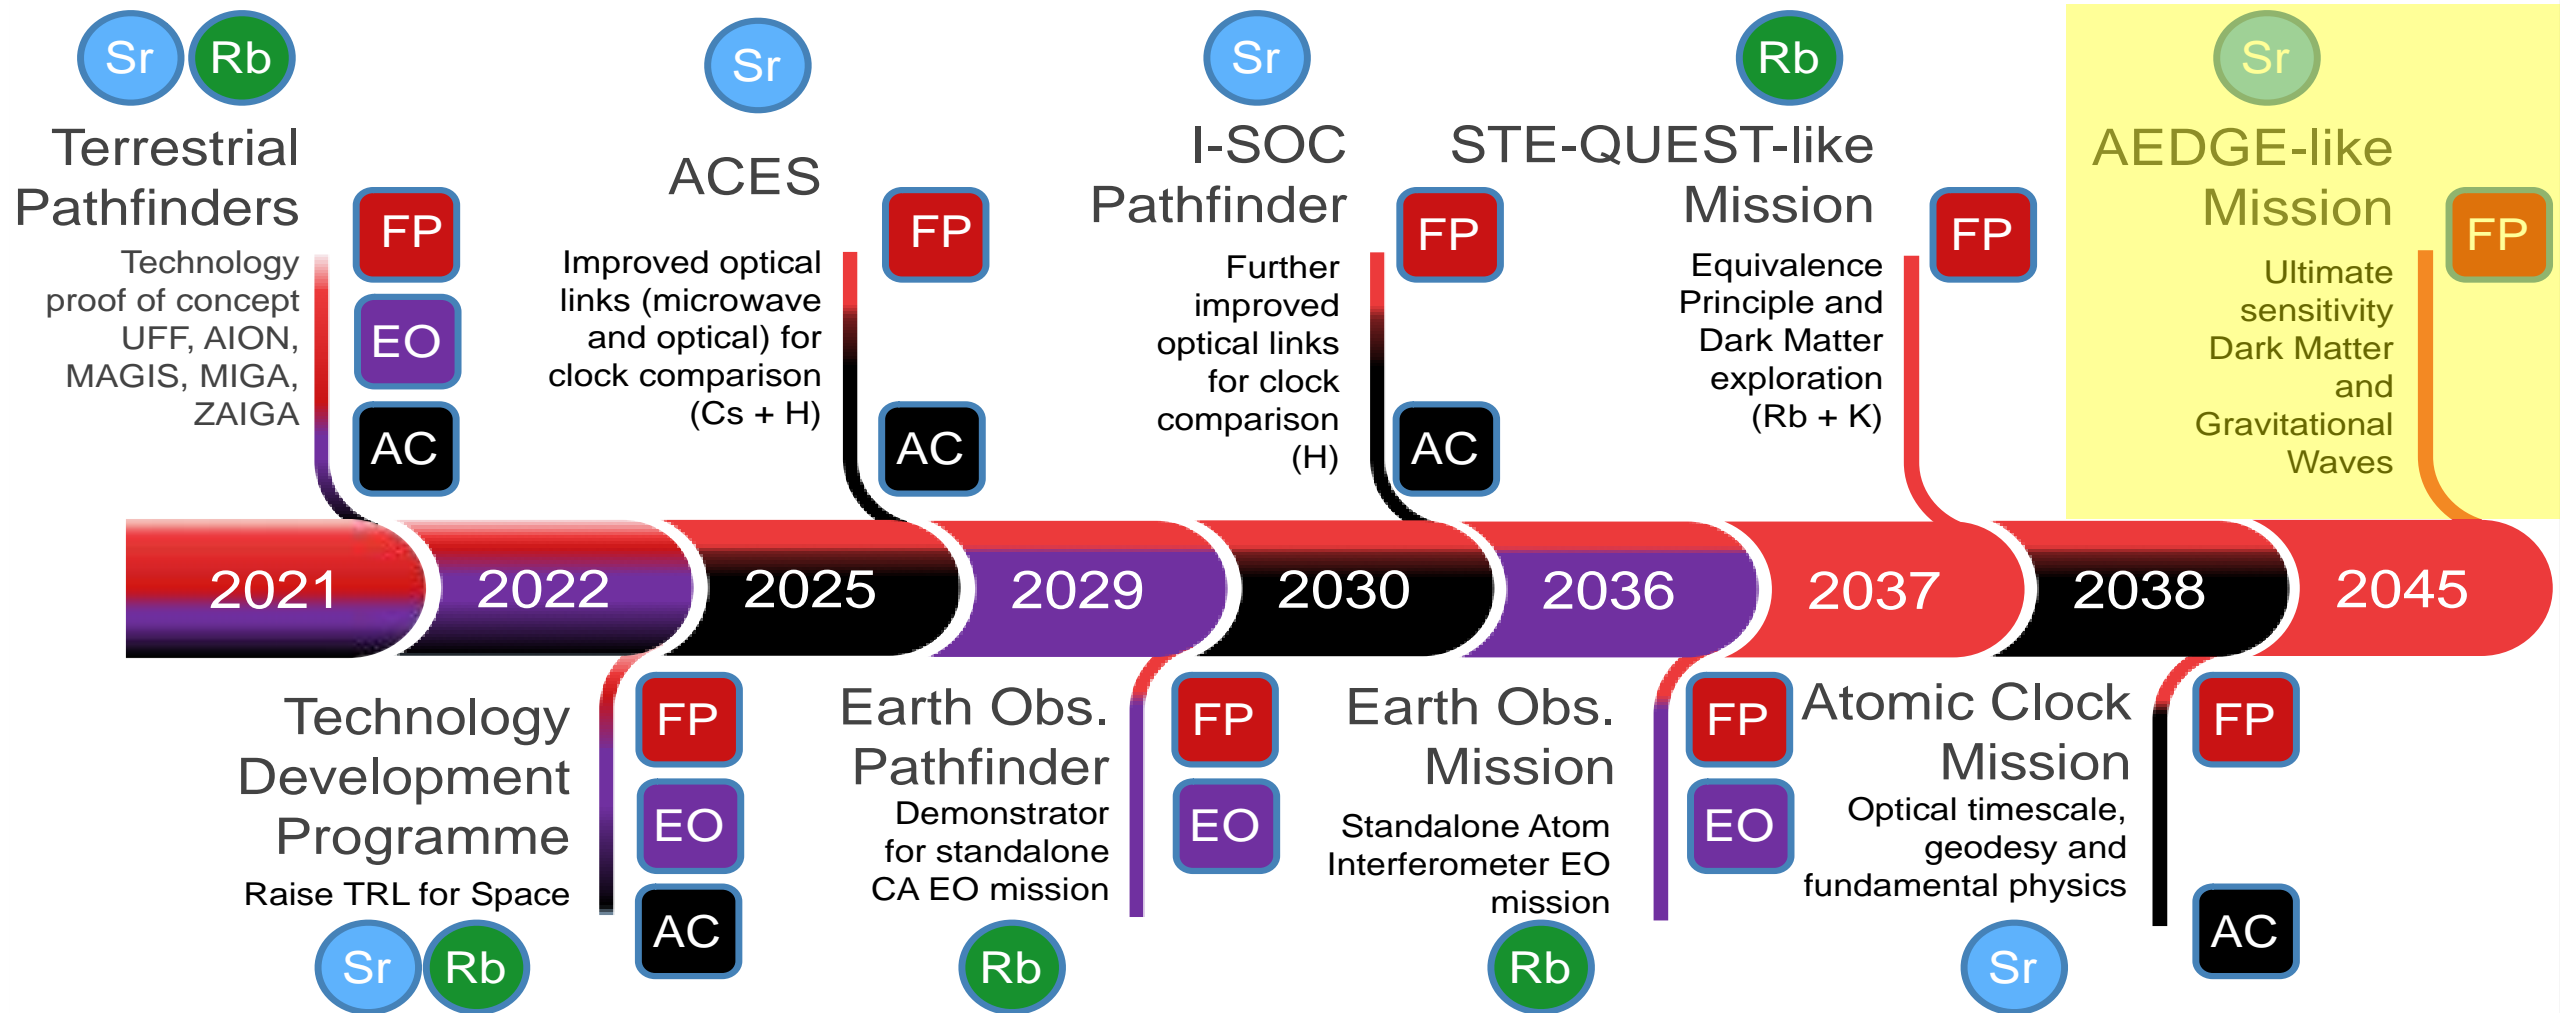 Sr Rb
Terrestrial
Pathfinders
Technology
proof of concept
UFF, AION,
MAGIS, MIGA,
ZAIGA
FP
EO
AC
Sr
ACES
Improved optical
links (microwave
and optical) for
clock comparison
(Cs + H)
FP
AC
Sr
I-SOC
Pathfinder
Further
improved
optical links
for clock
comparison
(H)
FP
AC
Rb
STE-QUEST-like
Mission
Equivalence
Principle and
Dark Matter
exploration
(Rb + K)
FP
Sr
AEDGE-like
Mission
Ultimate
sensitivity
Dark Matter
and
Gravitational
Waves
FP
2021 2022 2025 2029 2030 2036 2037 2038 2045
Technology
Development
Programme
Raise TRL for Space
Sr Rb
FP
EO
AC
Earth Obs.
Pathfinder
Demonstrator
for standalone
CA EO mission
Rb
FP
EO
Earth Obs.
Mission
Standalone Atom
Interferometer EO
mission
Rb
FP
EO
Atomic Clock
Mission
Optical timescale,
geodesy and
fundamental physics
Sr
FP
AC